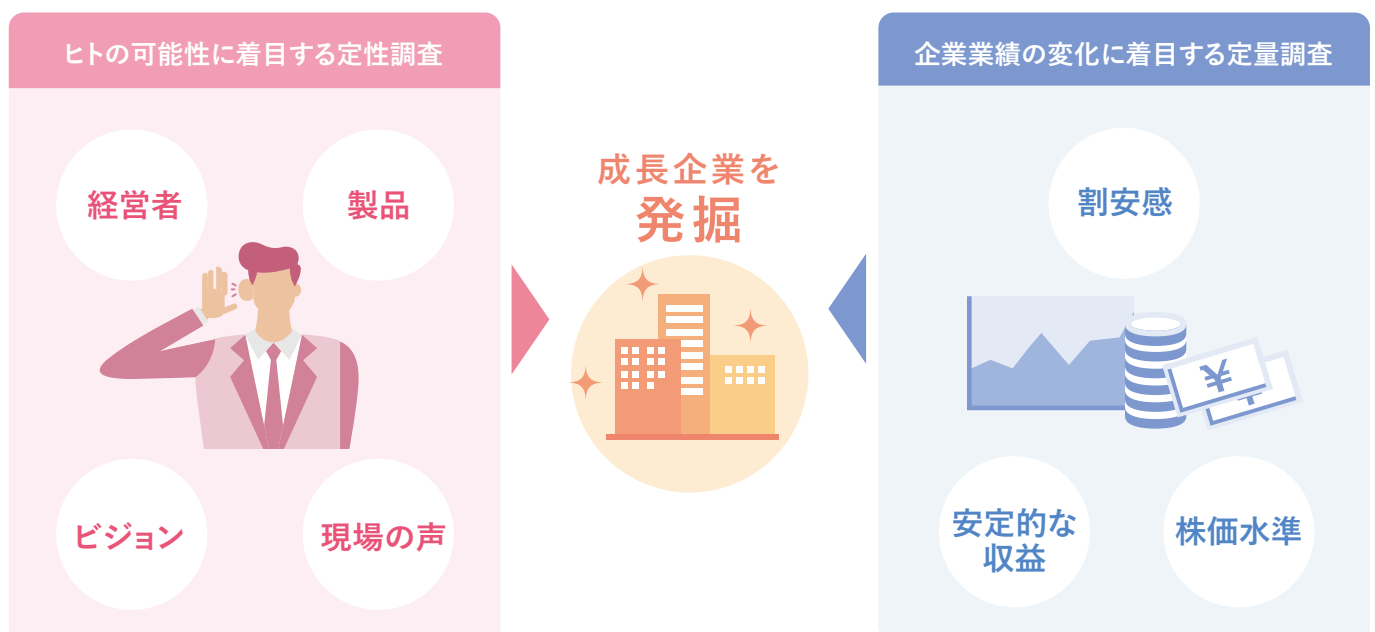 ヒトの可能性に着目する定性調査
経営者
製品
ビジョン
現場の声
成長企業を
発掘
企業業績の変化に着目する定量調査
割安感
¥
¥
安定的な
収益
株価水準